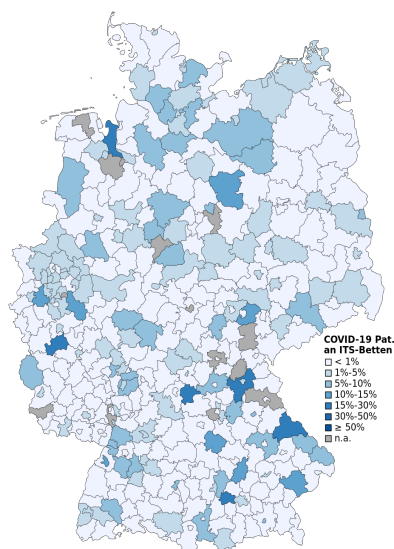 COVID-19 Pat.
an ITS-Betten
< 1%
1%-5%
5%-10%
10%-15%
15%-30%
30%-50%
≥ 50%
n.a.